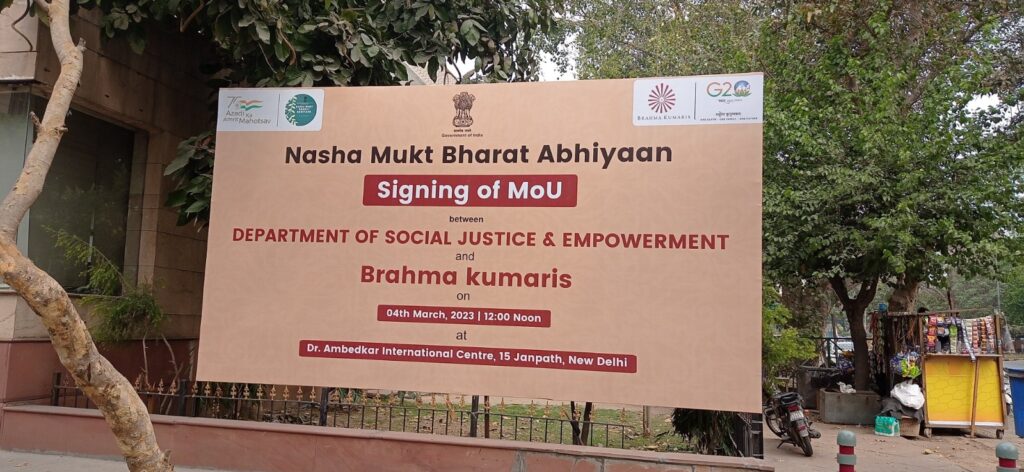 75
Azadi Ka
Amrit Mahotsav
Government of India
BRAHMA KUMARIS
G20
Nasha Mukt Bharat Abhiyaan
Signing of MoU
between
DEPARTMENT OF SOCIAL JUSTICE & EMPOWERMENT
and
Brahma kumaris
on
04th March, 2023 | 12:00 Noon
at
Dr. Ambedkar International Centre, 15 Janpath, New Delhi